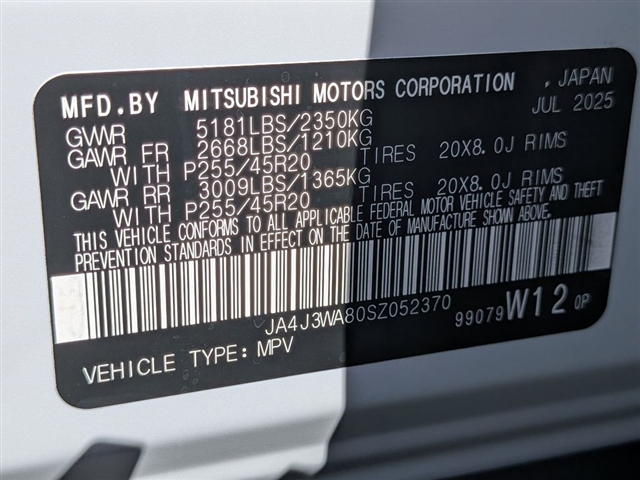 MFD.BY MITSUBISHI MOTORS CORPORATION , JAPAN
JUL 2025
GVWR 5181LBS/2350KG
GAWR FR 2668LBS/1210KG
WITH P255/45R20 TIRES 20X8.0J RIMS
GAWR RR 3009LBS/1365KG
WITH P255/45R20 TIRES 20X8.0J RIMS
THIS VEHICLE CONFORMS TO ALL APPLICABLE FEDERAL MOTOR VEHICLE SAFETY AND THEFT
PREVENTION STANDARDS IN EFFECT ON THE DATE OF MANUFACTURE SHOWN ABOVE.
JA4J3WA80SZ052370 99079 W12 0P
VEHICLE TYPE: MPV